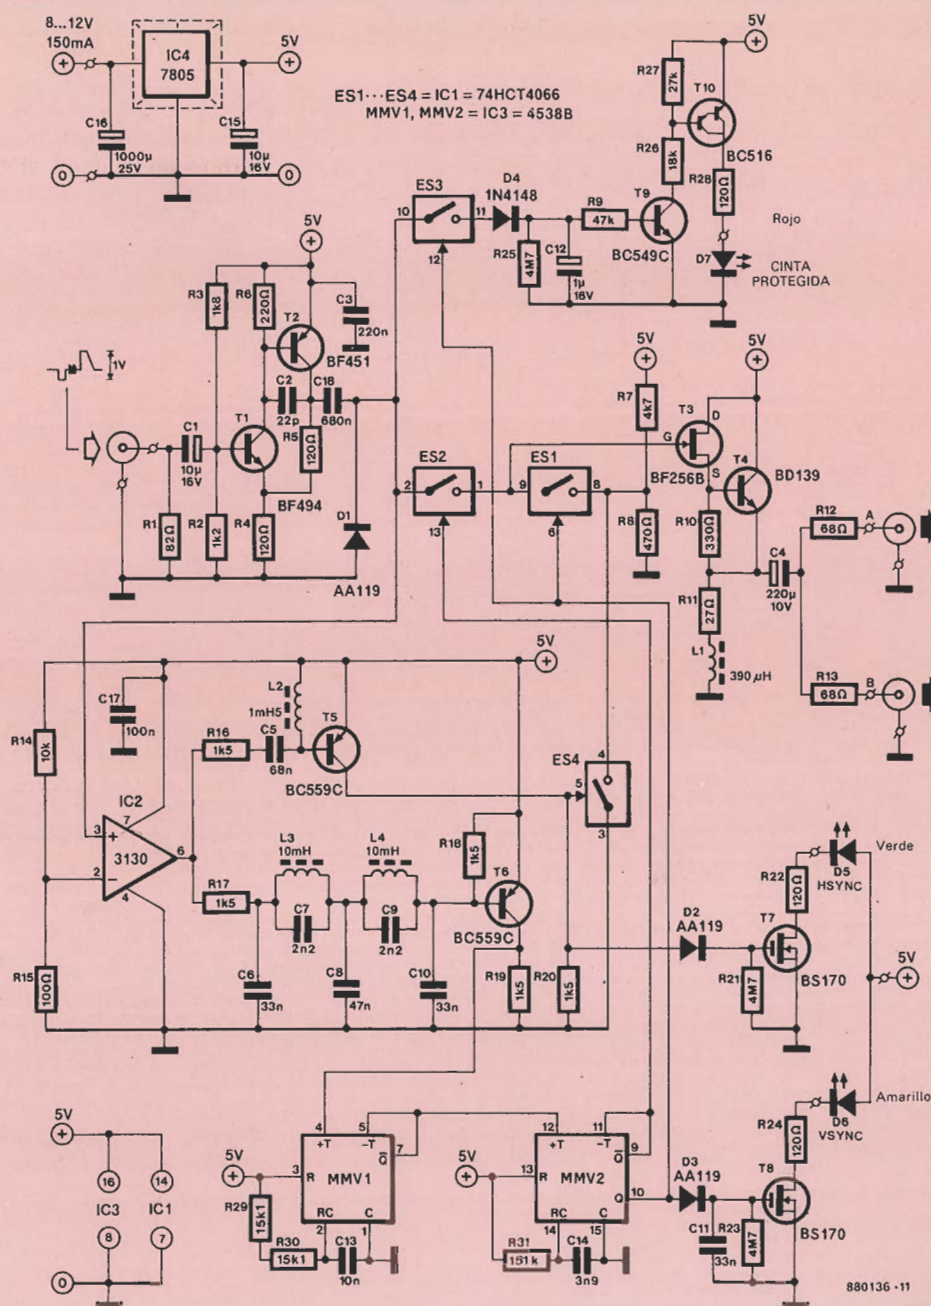 8...12V
150mA
IC4
7805
5V
C16
1000µ
25V
C15
10µ
16V
0
0
ES1···ES4 = IC1 = 74HCT4066
MMV1, MMV2 = IC3 = 4538B
5V
R27
27k
T10
BC516
R26
18k
R28
120Ω
Rojo
D7
CINTA
PROTEGIDA
ES3
10
11
12
D4
1N4148
R25
4M7
C12
1µ
16V
R9
47k
T9
BC549C
5V
R3
1k8
R6
220Ω
T2
BF451
C3
220n
1V
C1
10µ
16V
T1
BF494
C2
22p
C18
680n
R5
120Ω
R1
82Ω
R2
1k2
R4
120Ω
D1
AA119
ES2
2
1
13
ES1
9
8
6
5V
R7
4k7
R8
470Ω
5V
T3
D
G
S
BF256B
T4
BD139
R10
330Ω
R11
27Ω
L1
390µH
C4
220µ
10V
R12
68Ω
A
R13
68Ω
B
5V
C17
100n
R14
10k
R15
100Ω
IC2
3130
3
+
2
−
7
4
6
R16
1k5
C5
68n
L2
1mH5
T5
BC559C
R17
1k5
L3
10mH
C7
2n2
L4
10mH
C9
2n2
C6
33n
C8
47n
C10
33n
R18
1k5
T6
BC559C
R19
1k5
R20
1k5
ES4
4
5
3
Verde
D5
HSYNC
R22
120Ω
D2
AA119
R21
4M7
T7
BS170
5V
Amarillo
D6
VSYNC
R24
120Ω
D3
AA119
C11
33n
R23
4M7
T8
BS170
5V
16
14
IC3
IC1
8
7
0
5V
R29
15k1
R30
15k1
C13
10n
4
+T
5
−T
7
Q
3
R
MMV1
RC
C
2
1
5V
R31
151k
C14
3n9
12
+T
11
−T
9
Q
13
R
MMV2
Q
10
RC
C
14
15
880136 - 11